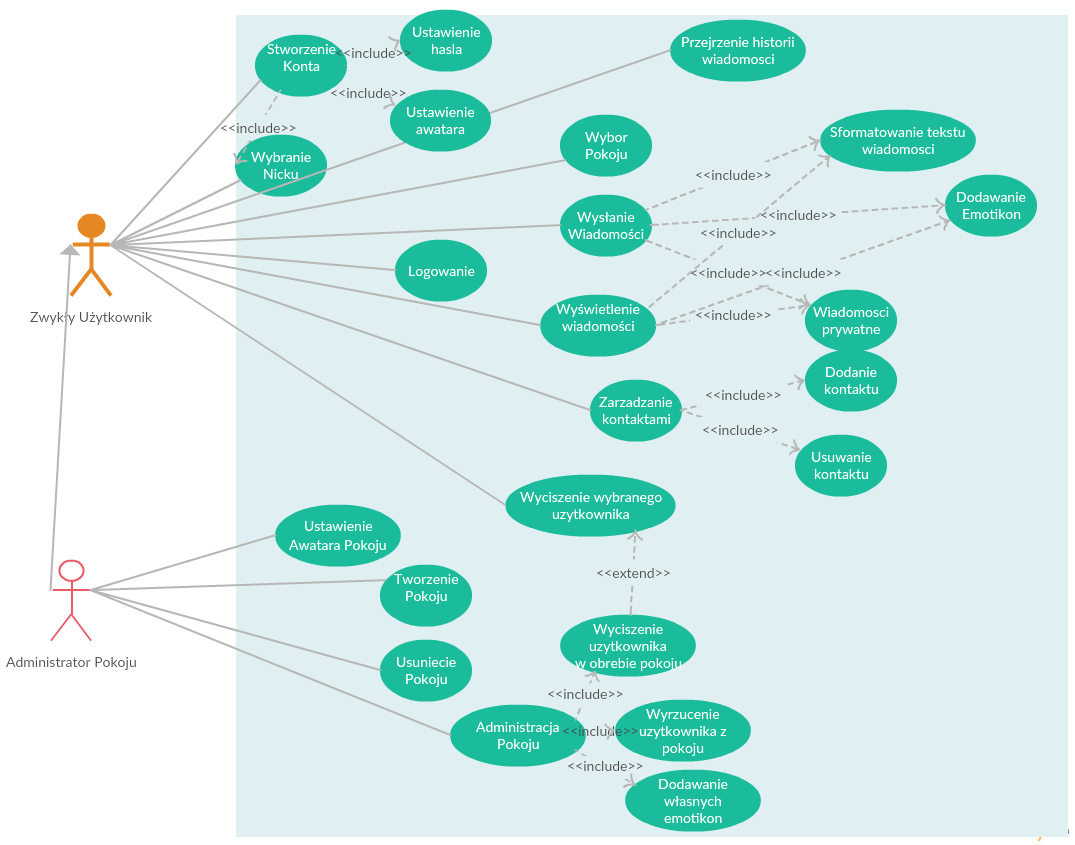 Ustawienie
hasla
Stworzenie
Konta
<<include>>
Przejrzenie historii
wiadomosci
<<include>>
Ustawienie
awatara
<<include>>
Wybranie
Nicku
Wybor
Pokoju
Sformatowanie tekstu
wiadomosci
<<include>>
Dodawanie
Emotikon
Wysłanie
Wiadomości
<<include>>
<<include>>
Logowanie
<<include>>
<<include>>
Zwykły Użytkownik
Wyświetlenie
wiadomości
<<include>>
Wiadomosci
prywatne
Dodanie
kontaktu
<<include>>
Zarzadzanie
kontaktami
<<include>>
Usuwanie
kontaktu
Wyciszenie wybranego
uzytkownika
Ustawienie
Awatara Pokoju
<<extend>>
Tworzenie
Pokoju
Administrator Pokoju
Wyciszenie
uzytkownika
w obrebie pokoju
Usuniecie
Pokoju
<<include>>
Administracja
Pokoju
<<include>>
Wyrzucenie
uzytkownika z
pokoju
<<include>>
Dodawanie
własnych
emotikon